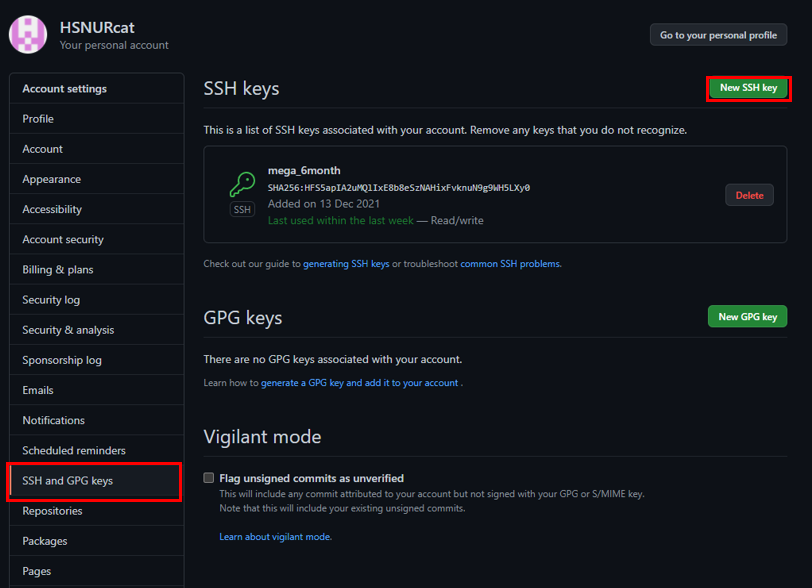 HSNURcat
Your personal account
Go to your personal profile
Account settings
Profile
Account
Appearance
Accessibility
Account security
Billing & plans
Security log
Security & analysis
Sponsorship log
Emails
Notifications
Scheduled reminders
SSH and GPG keys
Repositories
Packages
Pages
SSH keys
New SSH key
This is a list of SSH keys associated with your account. Remove any keys that you do not recognize.
mega_6month
SHA256:HFS5apIA2uMQ1IxE8b8eSzNAHixFvknuN9g9WH5LXy0
SSH
Added on 13 Dec 2021
Last used within the last week — Read/write
Delete
Check out our guide to generating SSH keys or troubleshoot common SSH problems.
GPG keys
New GPG key
There are no GPG keys associated with your account.
Learn how to generate a GPG key and add it to your account .
Vigilant mode
Flag unsigned commits as unverified
This will include any commit attributed to your account but not signed with your GPG or S/MIME key.
Note that this will include your existing unsigned commits.
Learn about vigilant mode.